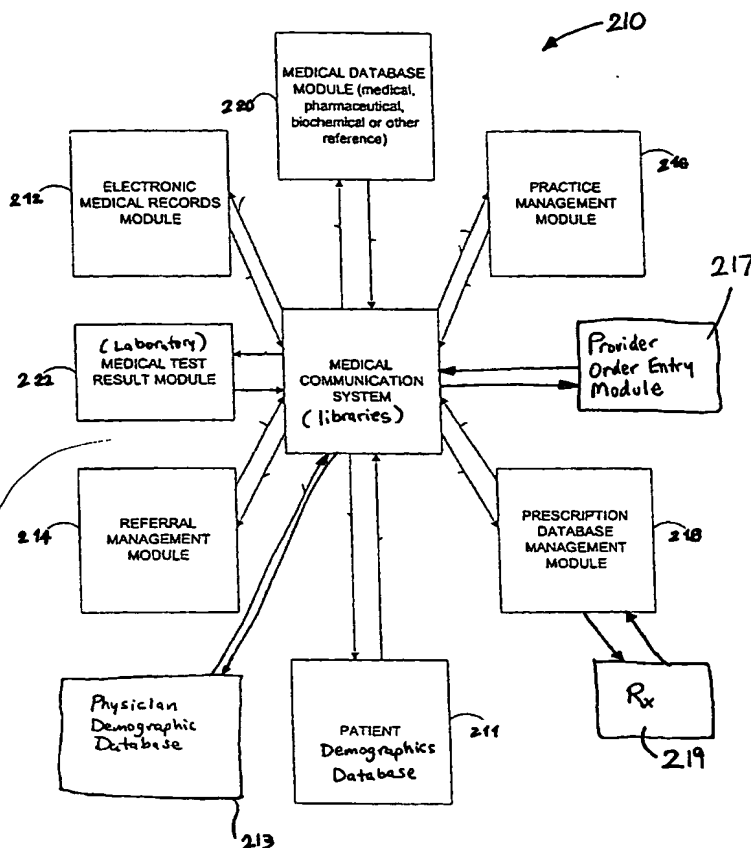 210
MEDICAL DATABASE
MODULE (medical,
pharmaceutical,
biochemical or other
reference)
220
ELECTRONIC
MEDICAL RECORDS
MODULE
212
PRACTICE
MANAGEMENT
MODULE
216
217
(Laboratory)
MEDICAL TEST
RESULT MODULE
222
MEDICAL
COMMUNICATION
SYSTEM
(libraries)
Provider
Order Entry
Module
REFERRAL
MANAGEMENT
MODULE
214
PRESCRIPTION
DATABASE
MANAGEMENT
MODULE
218
Physician
Demographic
Database
213
PATIENT
Demographics
Database
211
Rx
219